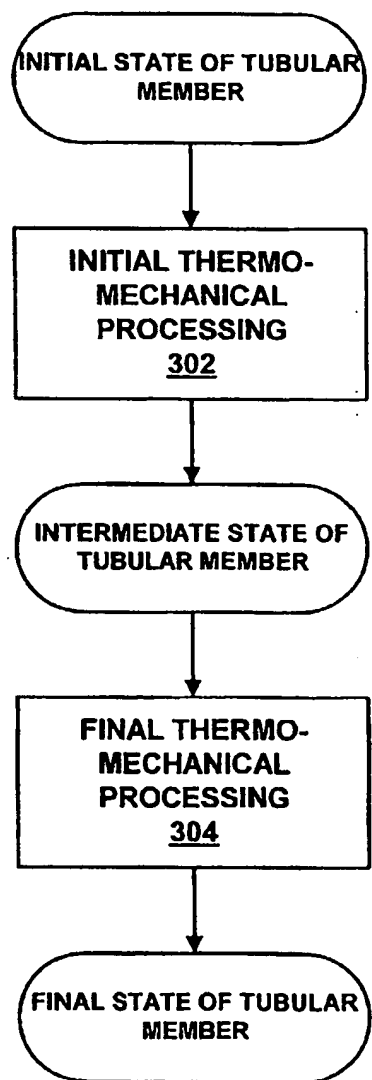 INITIAL STATE OF TUBULAR
MEMBER
INITIAL THERMO-
MECHANICAL
PROCESSING
302
INTERMEDIATE STATE OF
TUBULAR MEMBER
FINAL THERMO-
MECHANICAL
PROCESSING
304
FINAL STATE OF TUBULAR
MEMBER